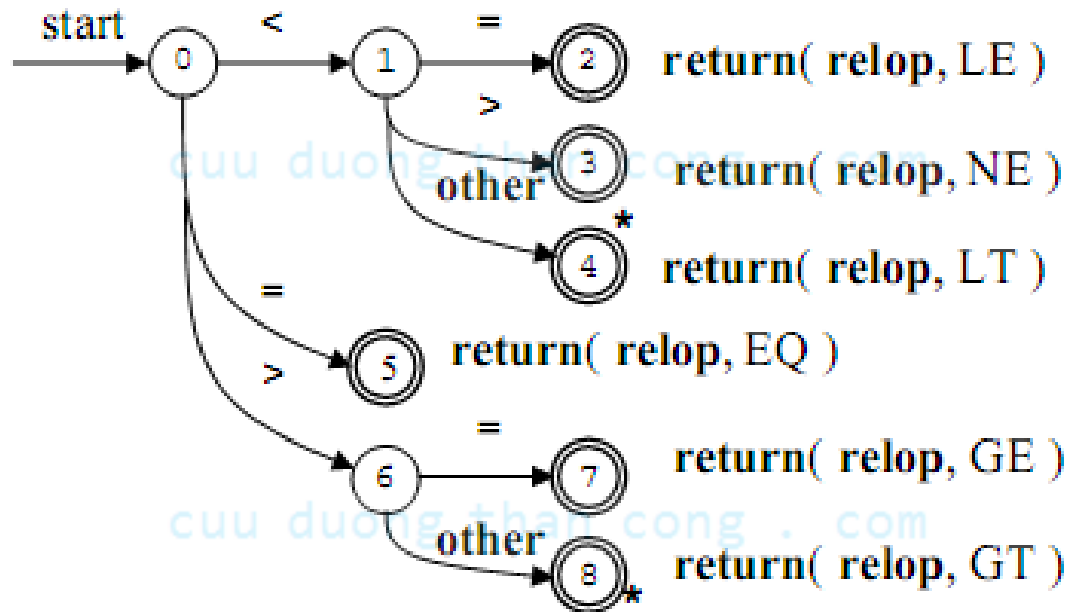 start < =
0 1 2 return( relop, LE )
>
cuu duong than cong . com
3 return( relop, NE )
other
*
4 return( relop, LT )
=
5 return( relop, EQ )
>
=
6 7 return( relop, GE )
cuu duong than cong . com
other
8 * return( relop, GT )